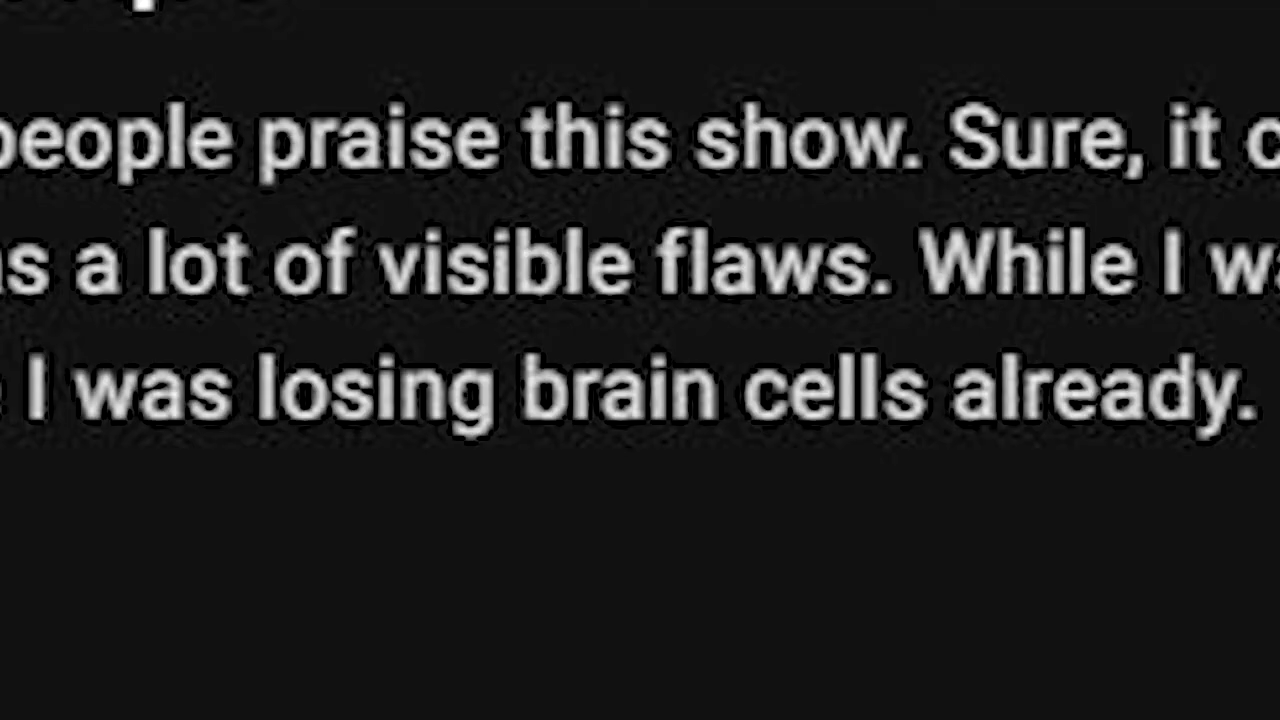 people praise this show. Sure, it
a lot of visible flaws. While I
I was losing brain cells already.